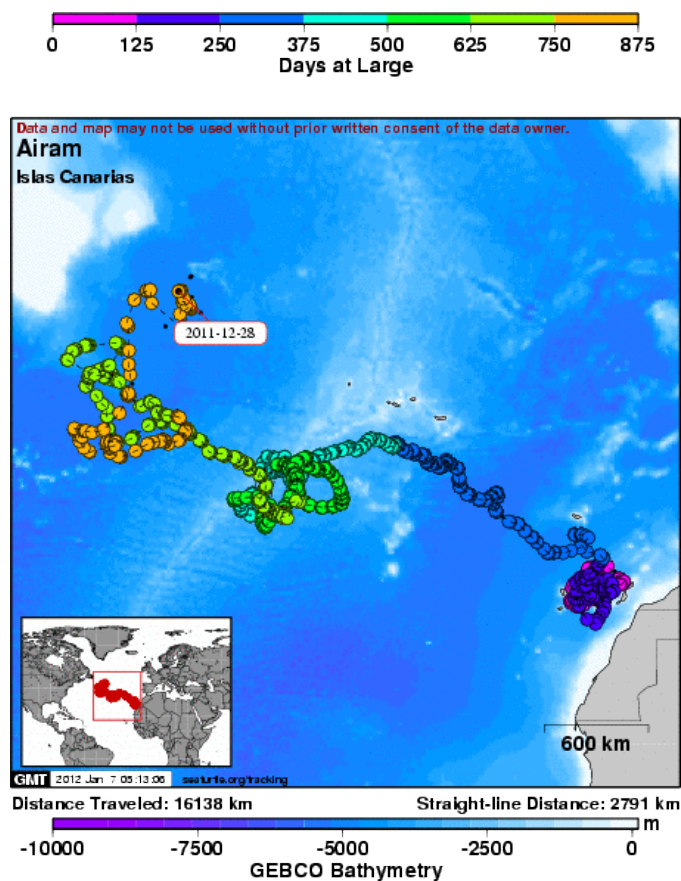 0 125 250 375 500 625 750 875
Days at Large
Data and map may not be used without prior written consent of the data owner.
Airam
Islas Canarias
2011-12-28
600 km
GMT 2012 Jan 7 05:13:06 seaturtle.org/tracking
Distance Traveled: 16138 km Straight-line Distance: 2791 km
m
-10000 -7500 -5000 -2500 0
GEBCO Bathymetry